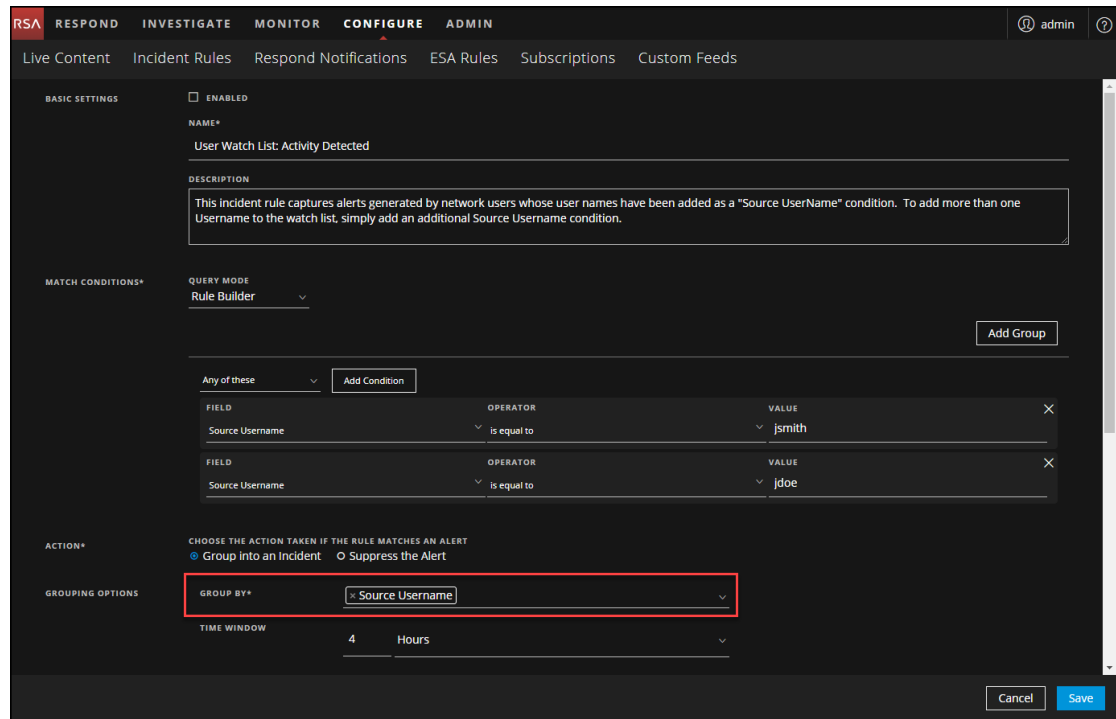 RSA RESPOND INVESTIGATE MONITOR CONFIGURE ADMIN admin ?
Live Content Incident Rules Respond Notifications ESA Rules Subscriptions Custom Feeds
BASIC SETTINGS ENABLED
NAME*
User Watch List: Activity Detected
DESCRIPTION
This incident rule captures alerts generated by network users whose user names have been added as a "Source UserName" condition. To add more than one
Username to the watch list, simply add an additional Source Username condition.
MATCH CONDITIONS* QUERY MODE
Rule Builder
Add Group
Any of these Add Condition
FIELD OPERATOR VALUE
Source Username is equal to jsmith
FIELD OPERATOR VALUE
Source Username is equal to jdoe
ACTION* CHOOSE THE ACTION TAKEN IF THE RULE MATCHES AN ALERT
Group into an Incident Suppress the Alert
GROUPING OPTIONS GROUP BY* × Source Username
TIME WINDOW 4 Hours
Cancel Save